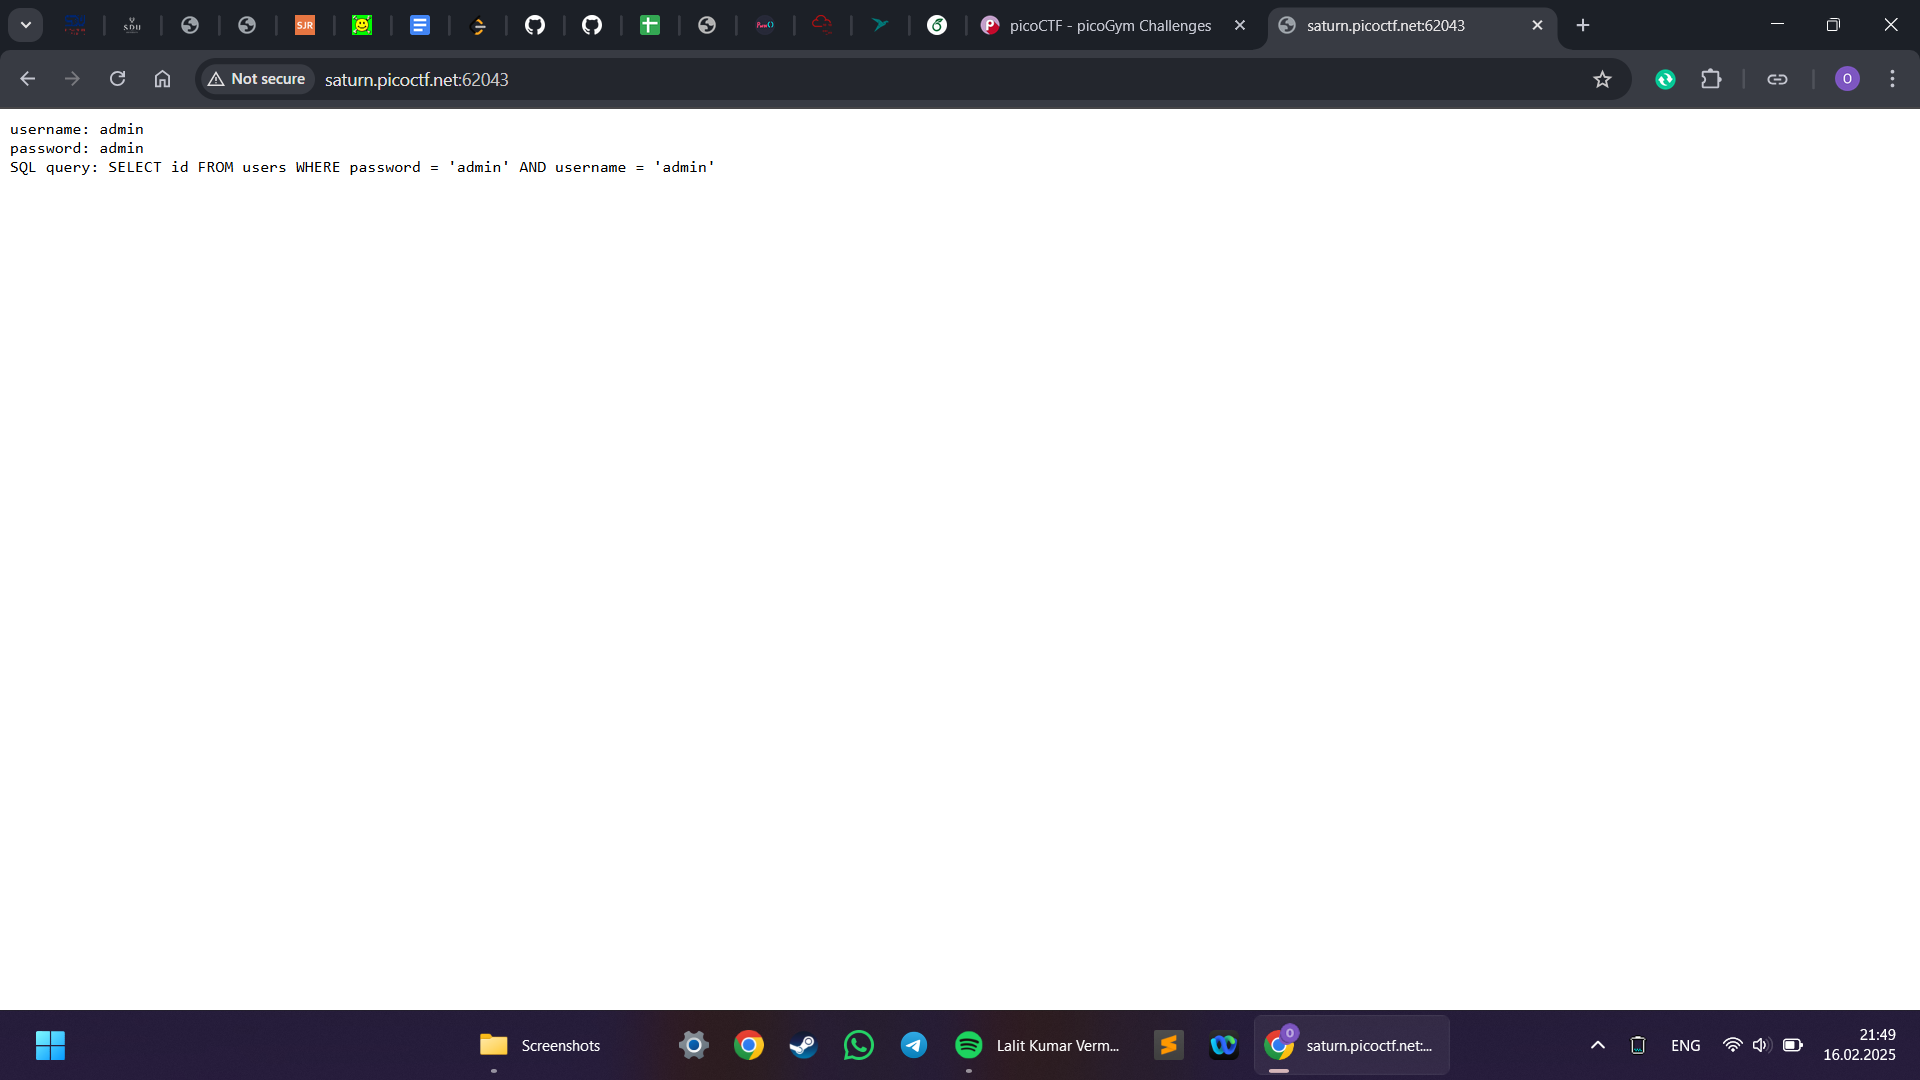 picoCTF - picoGym Challenges
saturn.picoctf.net:62043
Not secure
saturn.picoctf.net:62043
O
username: admin
password: admin
SQL query: SELECT id FROM users WHERE password = 'admin' AND username = 'admin'
Screenshots
Lalit Kumar Verm...
saturn.picoctf.net:...
ENG
21:49
16.02.2025
SJR